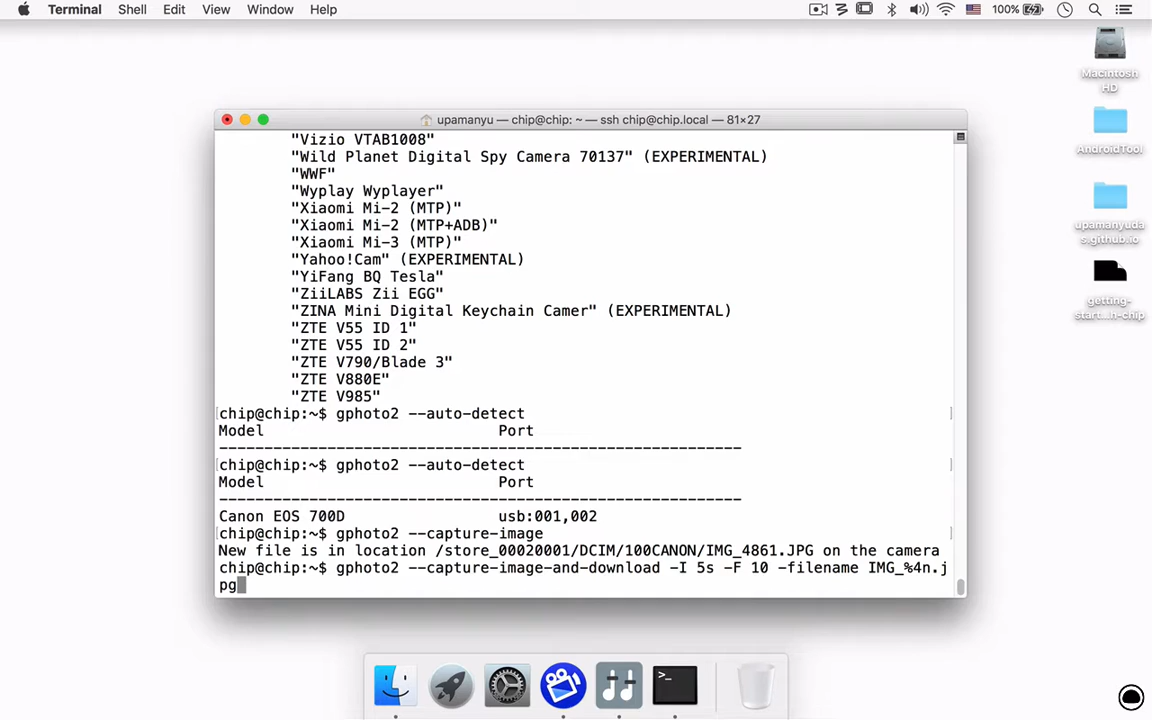 Terminal Shell Edit View Window Help 100%
Macintosh HD
AndroidTool
upamanyuda
s.github.io
getting-
start...h-chip
upamanyu — chip@chip: ~ — ssh chip@chip.local — 81×27
"Vizio VTAB1008"
"Wild Planet Digital Spy Camera 70137" (EXPERIMENTAL)
"WWF"
"Wyplay Wyplayer"
"Xiaomi Mi-2 (MTP)"
"Xiaomi Mi-2 (MTP+ADB)"
"Xiaomi Mi-3 (MTP)"
"Yahoo!Cam" (EXPERIMENTAL)
"YiFang BQ Tesla"
"ZiiLABS Zii EGG"
"ZINA Mini Digital Keychain Camer" (EXPERIMENTAL)
"ZTE V55 ID 1"
"ZTE V55 ID 2"
"ZTE V790/Blade 3"
"ZTE V880E"
"ZTE V985"
[chip@chip:~$ gphoto2 --auto-detect ]
Model Port
----------------------------------------------------------
[chip@chip:~$ gphoto2 --auto-detect ]
Model Port
----------------------------------------------------------
Canon EOS 700D usb:001,002
[chip@chip:~$ gphoto2 --capture-image ]
New file is in location /store_00020001/DCIM/100CANON/IMG_4861.JPG on the camera
chip@chip:~$ gphoto2 --capture-image-and-download -I 5s -F 10 -filename IMG_%4n.j
pg